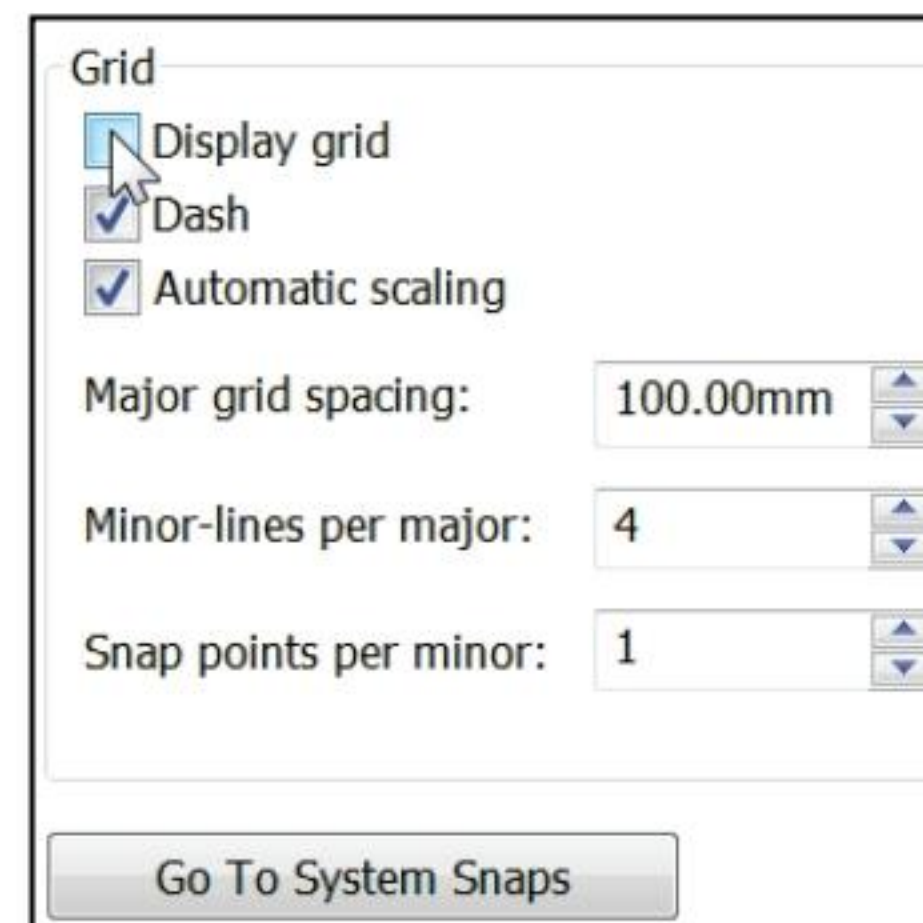 Grid
Display grid
Dash
Automatic scaling
Major grid spacing: 100.00mm
Minor-lines per major: 4
Snap points per minor: 1
Go To System Snaps